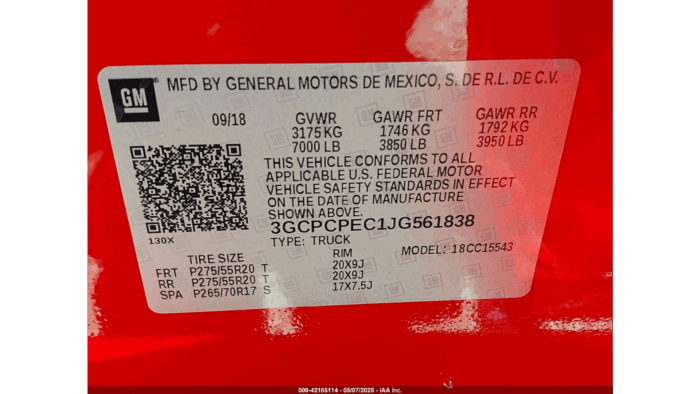 GM
MFD BY GENERAL MOTORS DE MEXICO, S. DE R.L. DE C.V.
09/18 GVWR GAWR FRT GAWR RR
3175 KG 1746 KG 1792 KG
7000 LB 3850 LB 3950 LB
THIS VEHICLE CONFORMS TO ALL
APPLICABLE U.S. FEDERAL MOTOR
VEHICLE SAFETY STANDARDS IN EFFECT
ON THE DATE OF MANUFACTURE
SHOWN ABOVE.
3GCPCPEC1JG561838
130X
TYPE: TRUCK MODEL: 18CC15543
TIRE SIZE RIM
FRT P275/55R20 T 20X9J
RR P275/55R20 T 20X9J
SPA P265/70R17 S 17X7.5J
000-42185114 - 05/07/2025 - IAA Inc.